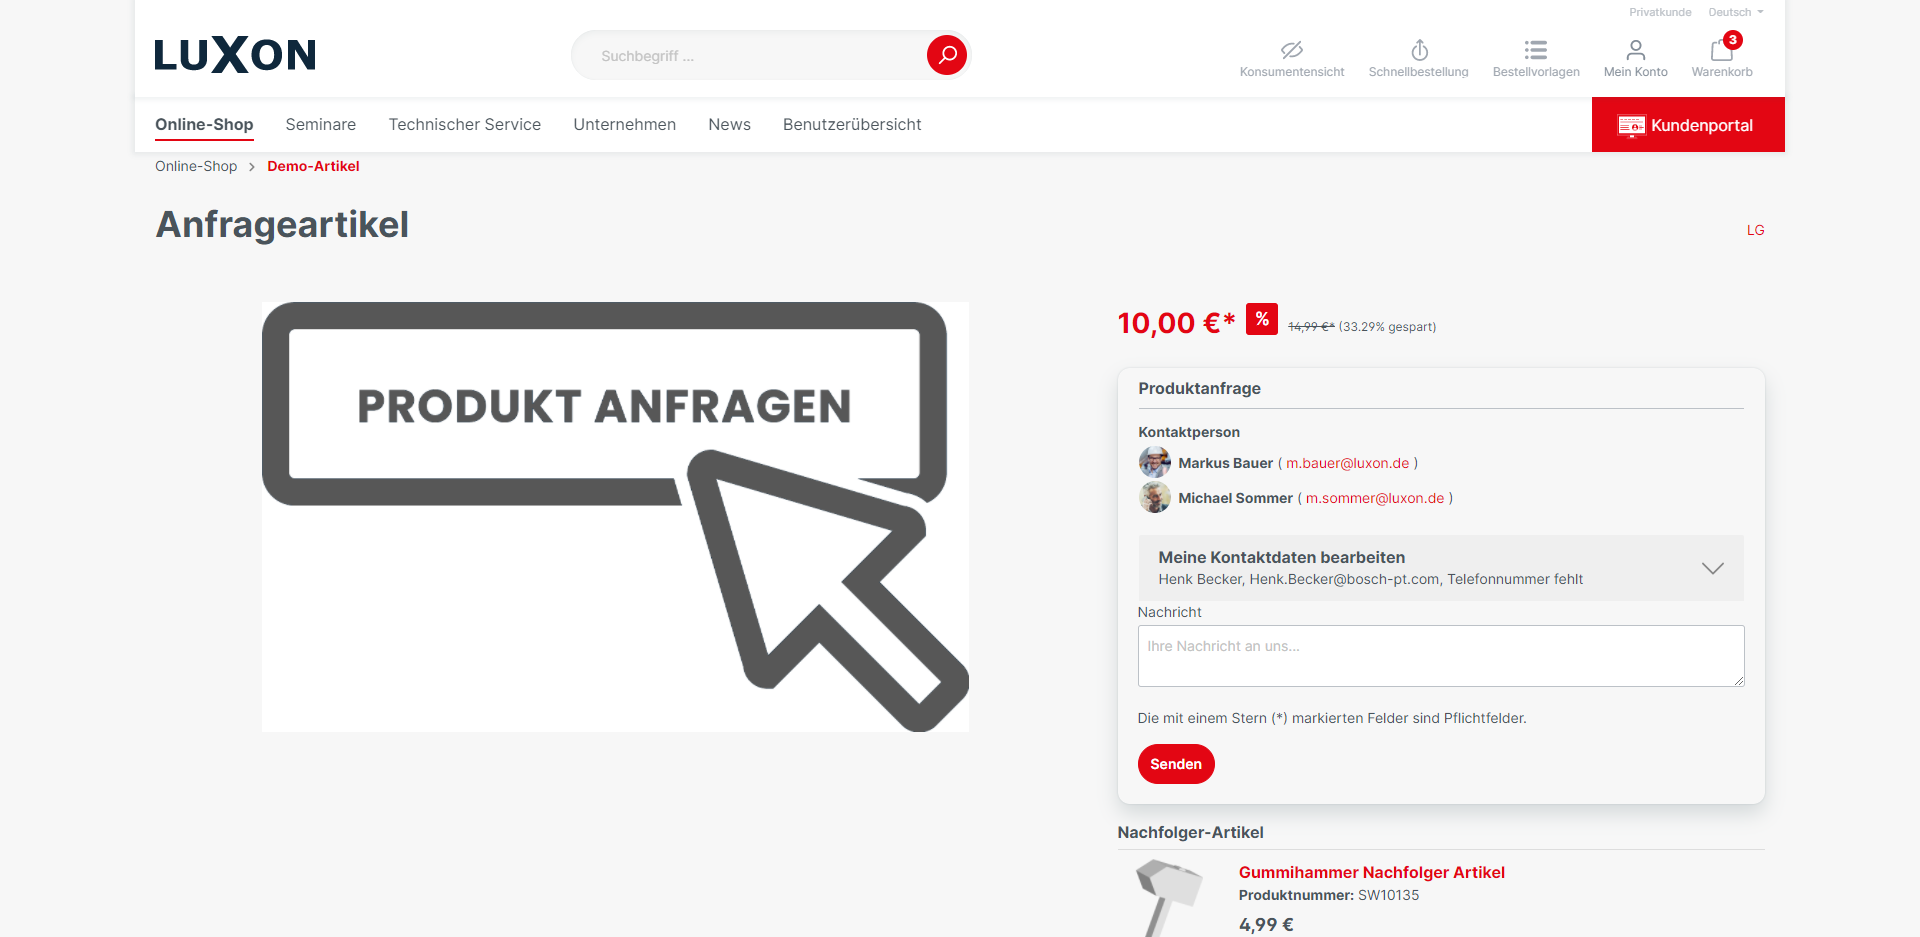 Privatkunde Deutsch
LUXON
Suchbegriff ...
3
Konsumentensicht Schnellbestellung Bestellvorlagen Mein Konto Warenkorb
Online-Shop Seminare Technischer Service Unternehmen News Benutzerübersicht Kundenportal
Online-Shop > Demo-Artikel
Anfrageartikel
LG
PRODUKT ANFRAGEN
10,00 €* % 14,99 €* (33.29% gespart)
Produktanfrage
Kontaktperson
Markus Bauer ( m.bauer@luxon.de )
Michael Sommer ( m.sommer@luxon.de )
Meine Kontaktdaten bearbeiten
Henk Becker, Henk.Becker@bosch-pt.com, Telefonnummer fehlt
Nachricht
Ihre Nachricht an uns...
Die mit einem Stern (*) markierten Felder sind Pflichtfelder.
Senden
Nachfolger-Artikel
Gummihammer Nachfolger Artikel
Produktnummer: SW10135
4,99 €